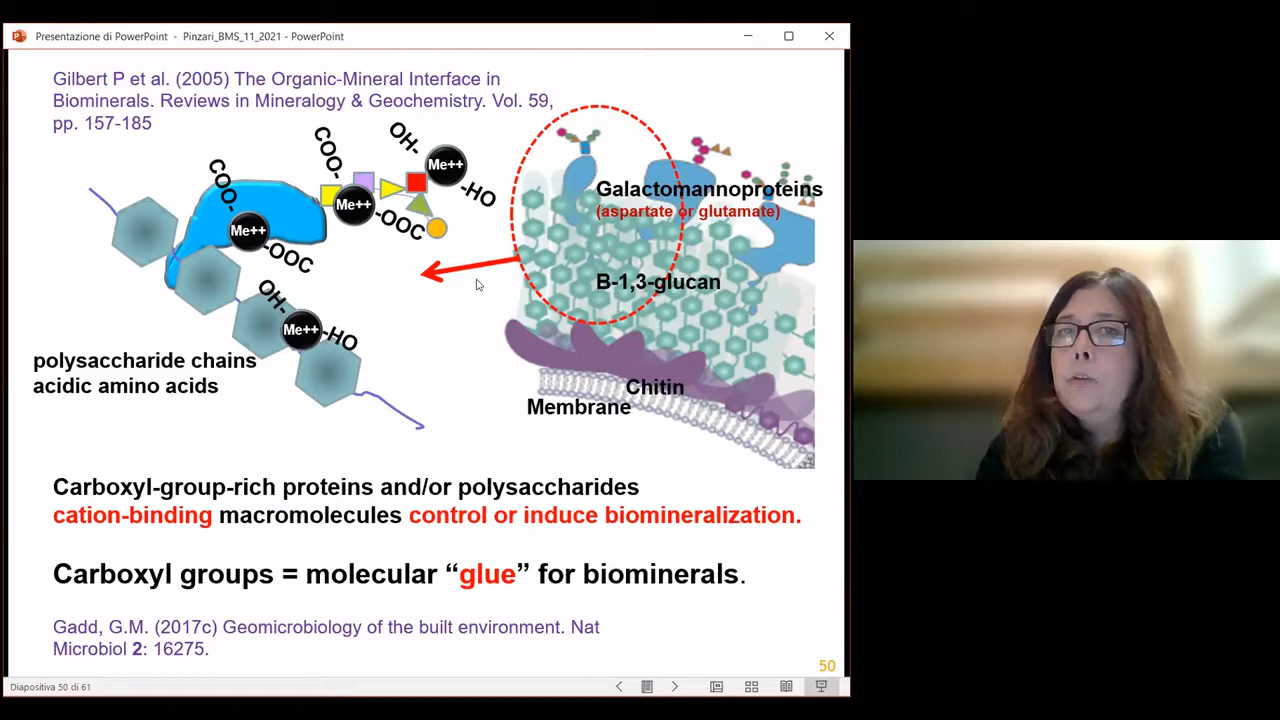 Presentazione di PowerPoint - Pinzari_BMS_11_2021 - PowerPoint
Gilbert P et al. (2005) The Organic-Mineral Interface in
Biominerals. Reviews in Mineralogy & Geochemistry. Vol. 59,
pp. 157-185
COO-
Me++
-OOC
COO-
Me++
-OOC
OH-
Me++
-HO
OH-
Me++
-HO
Galactomannoproteins
(aspartate or glutamate)
B-1,3-glucan
Chitin
Membrane
polysaccharide chains
acidic amino acids
Carboxyl-group-rich proteins and/or polysaccharides
cation-binding macromolecules control or induce biomineralization.
Carboxyl groups = molecular “glue” for biominerals.
Gadd, G.M. (2017c) Geomicrobiology of the built environment. Nat
Microbiol 2: 16275.
50
Diapositiva 50 di 61